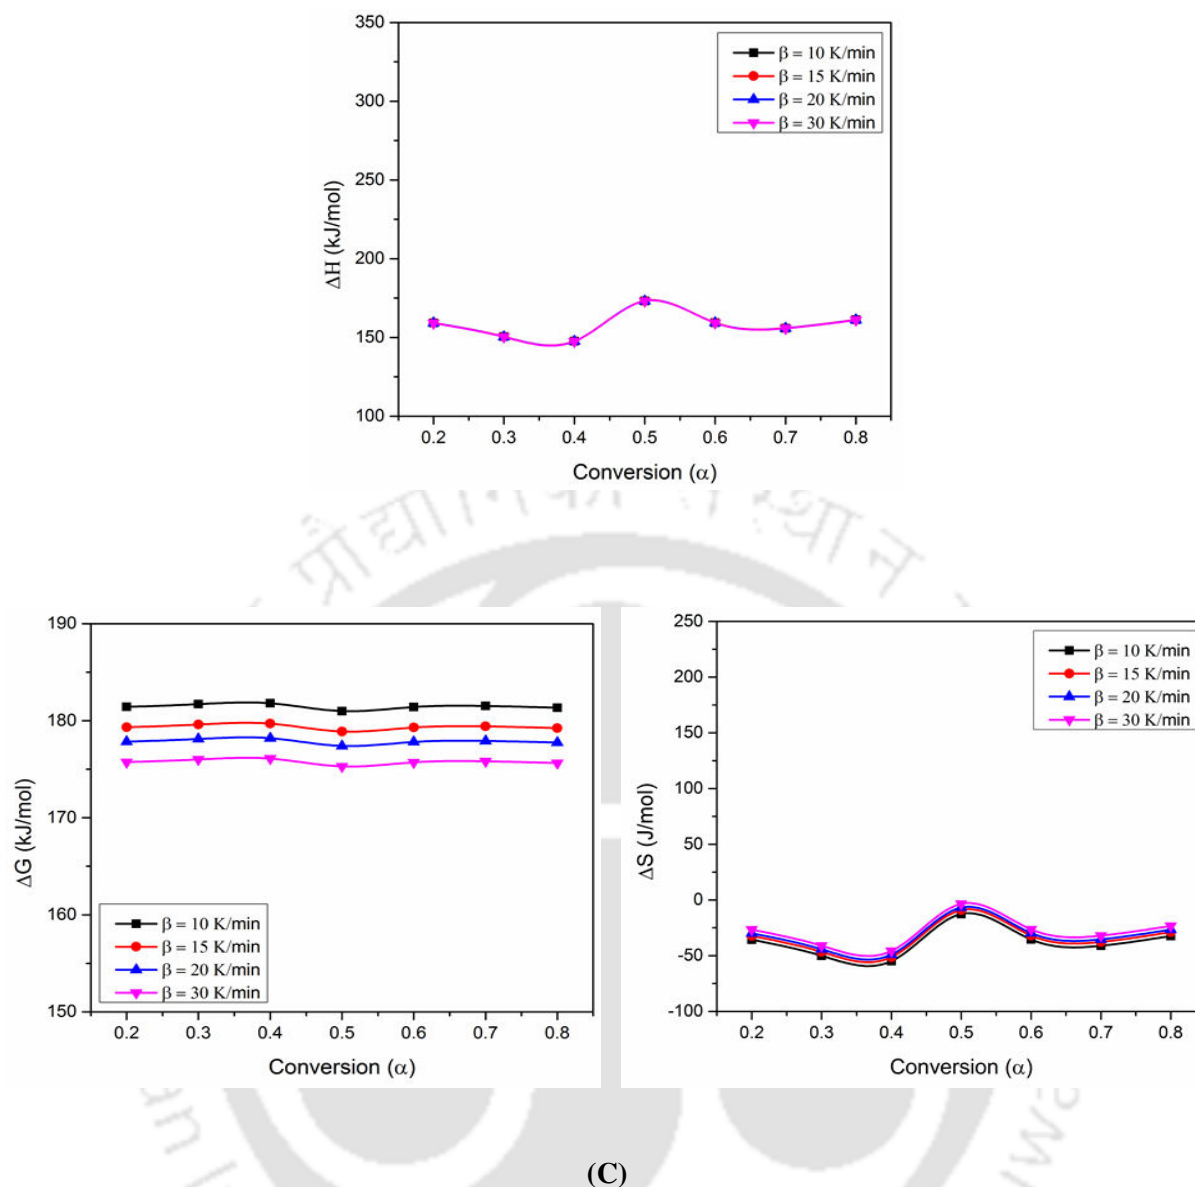 350
300
250
200
150
100
ΔH (kJ/mol)
β = 10 K/min
β = 15 K/min
β = 20 K/min
β = 30 K/min
0.2 0.3 0.4 0.5 0.6 0.7 0.8
Conversion (α)
190
180
170
160
150
ΔG (kJ/mol)
β = 10 K/min
β = 15 K/min
β = 20 K/min
β = 30 K/min
0.2 0.3 0.4 0.5 0.6 0.7 0.8
Conversion (α)
250
200
150
100
50
0
-50
-100
ΔS (J/mol)
β = 10 K/min
β = 15 K/min
β = 20 K/min
β = 30 K/min
0.2 0.3 0.4 0.5 0.6 0.7 0.8
Conversion (α)
(C)